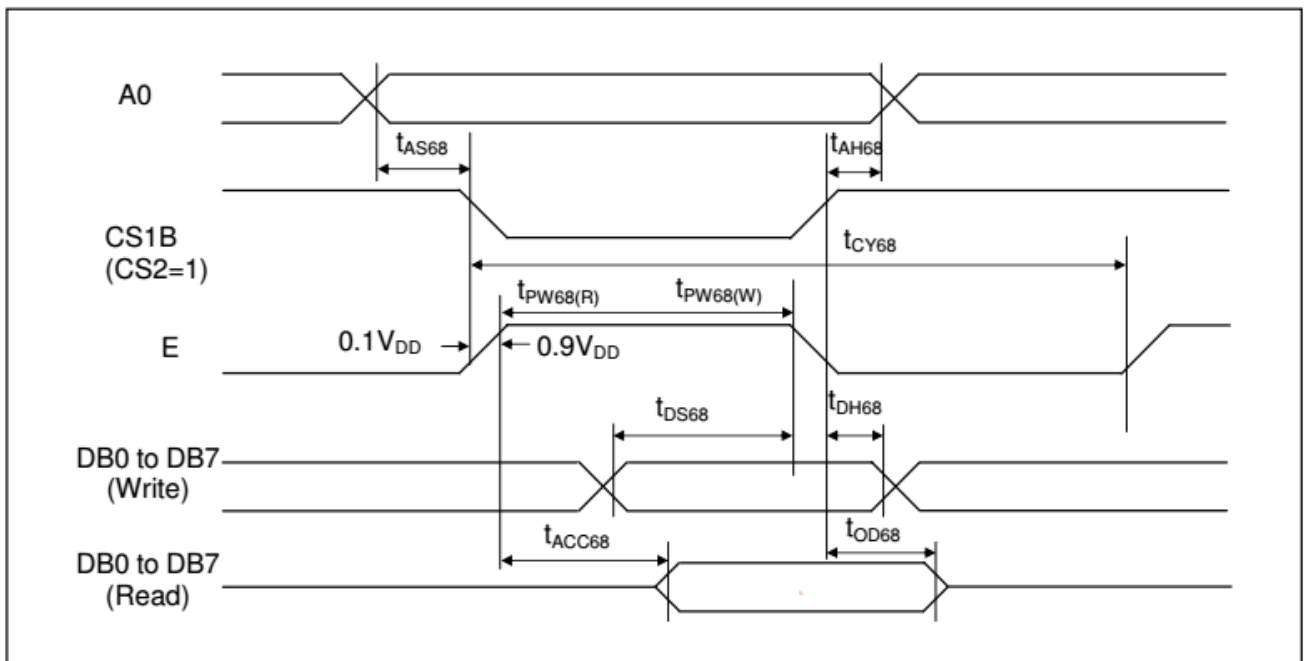 A0
tAS68
tAH68
CS1B
(CS2=1)
tCY68
tPW68(R)
tPW68(W)
E
0.1VDD
0.9VDD
tDS68
tDH68
DB0 to DB7
(Write)
tACC68
tOD68
DB0 to DB7
(Read)